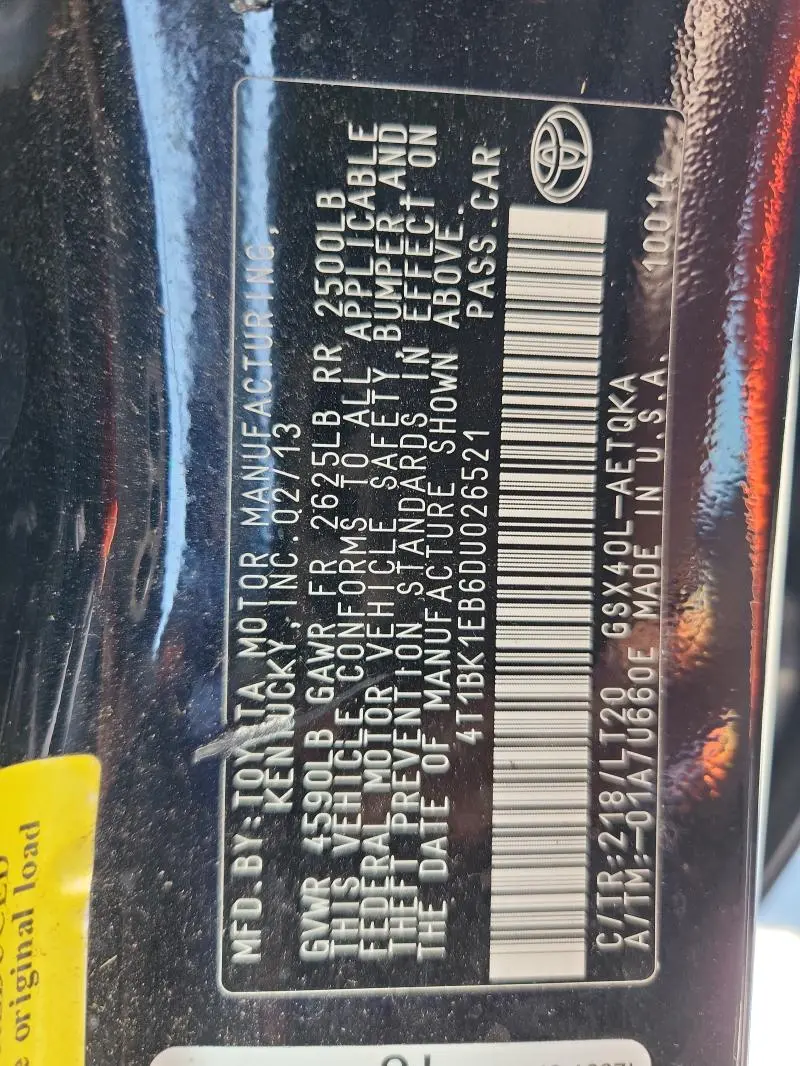 MFD.BY:TOYOTA MOTOR MANUFACTURING,
KENTUCKY, INC. 02/13
GVWR 4590LB GAWR FR 2625LB RR 2500LB
THIS VEHICLE CONFORMS TO ALL APPLICABLE
FEDERAL MOTOR VEHICLE SAFETY, BUMPER AND
THEFT PREVENTION STANDARDS IN EFFECT ON
THE DATE OF MANUFACTURE SHOWN ABOVE.
4T1BK1EB6DU026521 PASS.CAR
C/TR:218/LT20 GSX40L-AETQKA 10014
A/TM:-01A/U660E MADE IN U.S.A.
original load